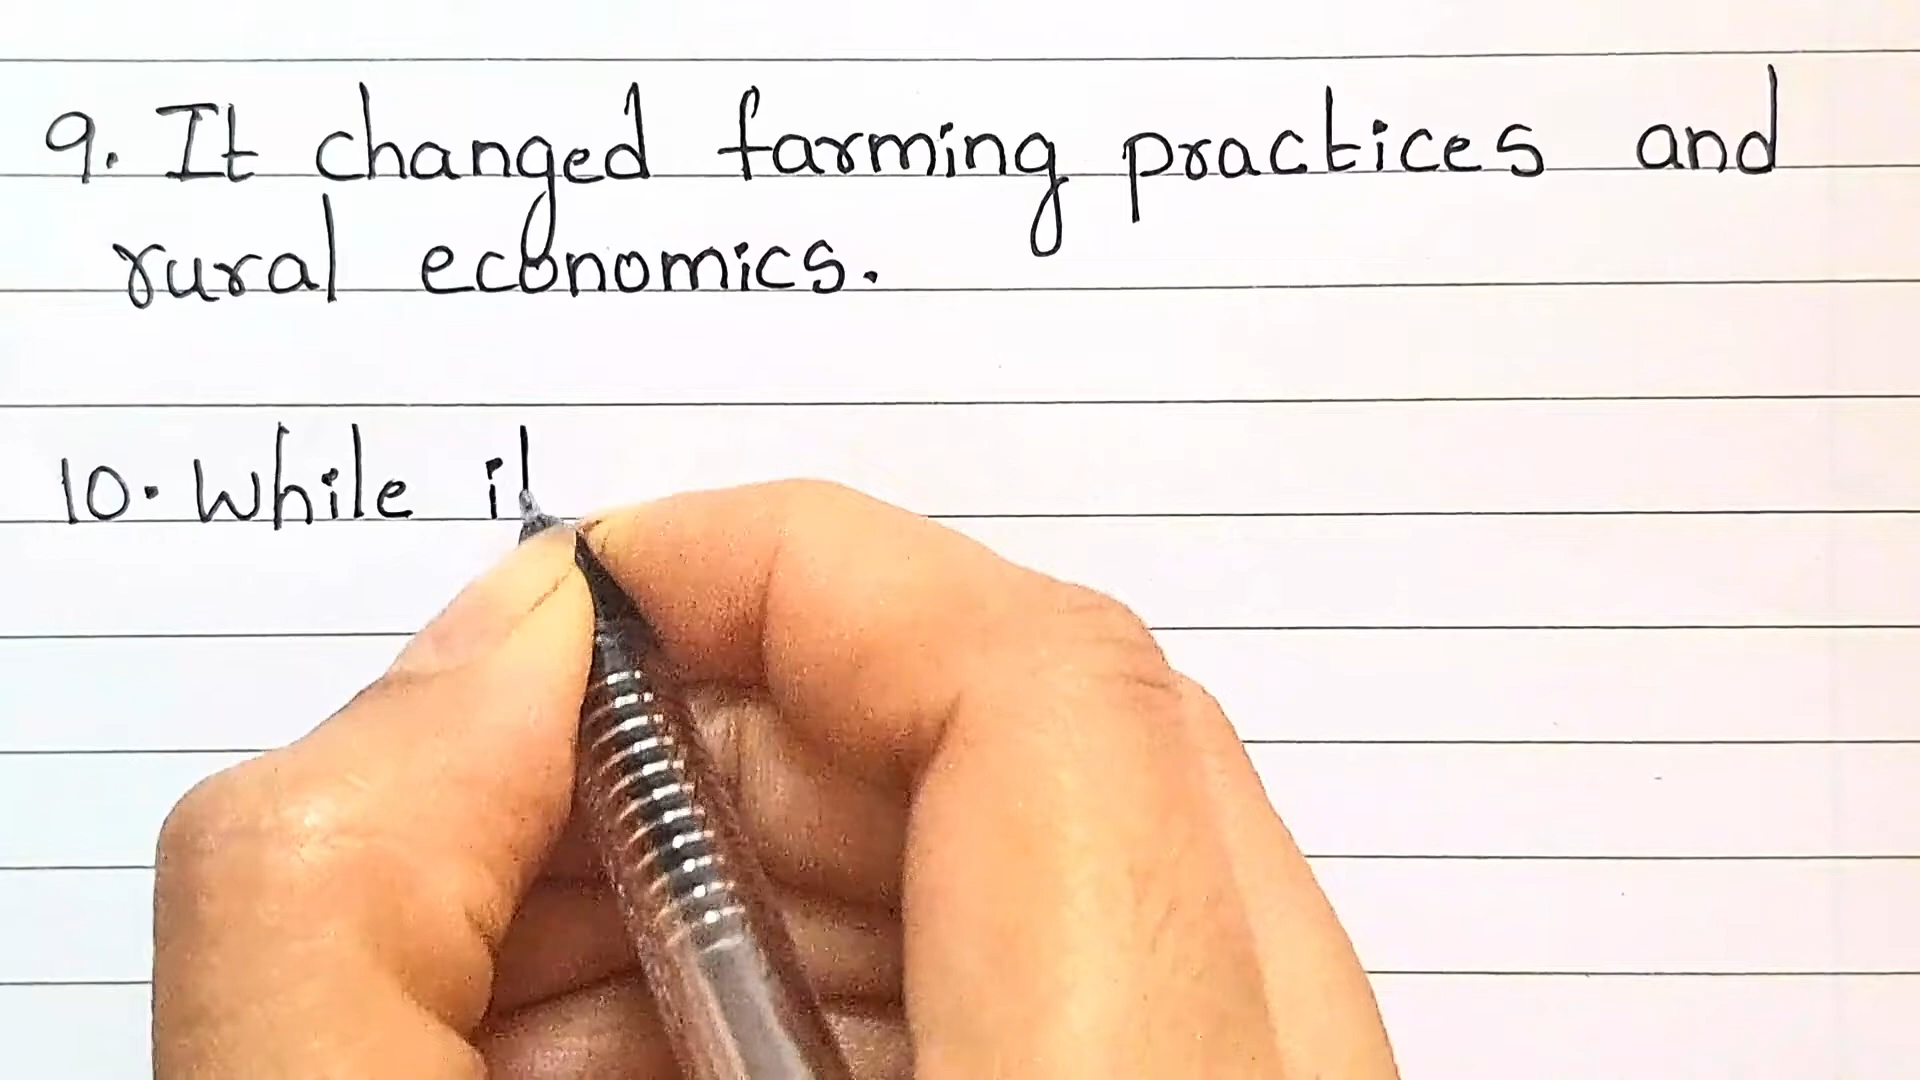 9. It changed farming practices and
rural economics.
10. While